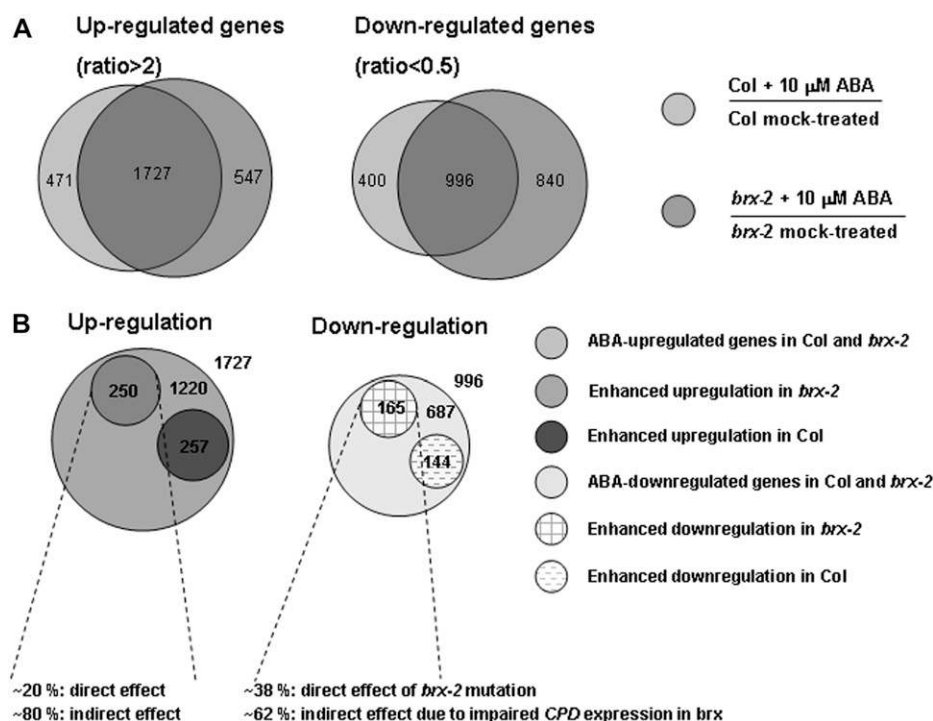 A
Up-regulated genes
(ratio>2)
Down-regulated genes
(ratio<0.5)
471
1727
547
400
996
840
Col + 10 µM ABA
Col mock-treated
brx-2 + 10 µM ABA
brx-2 mock-treated
B
Up-regulation
1727
250
1220
257
Down-regulation
996
165
687
144
ABA-upregulated genes in Col and brx-2
Enhanced upregulation in brx-2
Enhanced upregulation in Col
ABA-downregulated genes in Col and brx-2
Enhanced downregulation in brx-2
Enhanced downregulation in Col
~20 %: direct effect
~80 %: indirect effect
~38 %: direct effect of brx-2 mutation
~62 %: indirect effect due to impaired CPD expression in brx